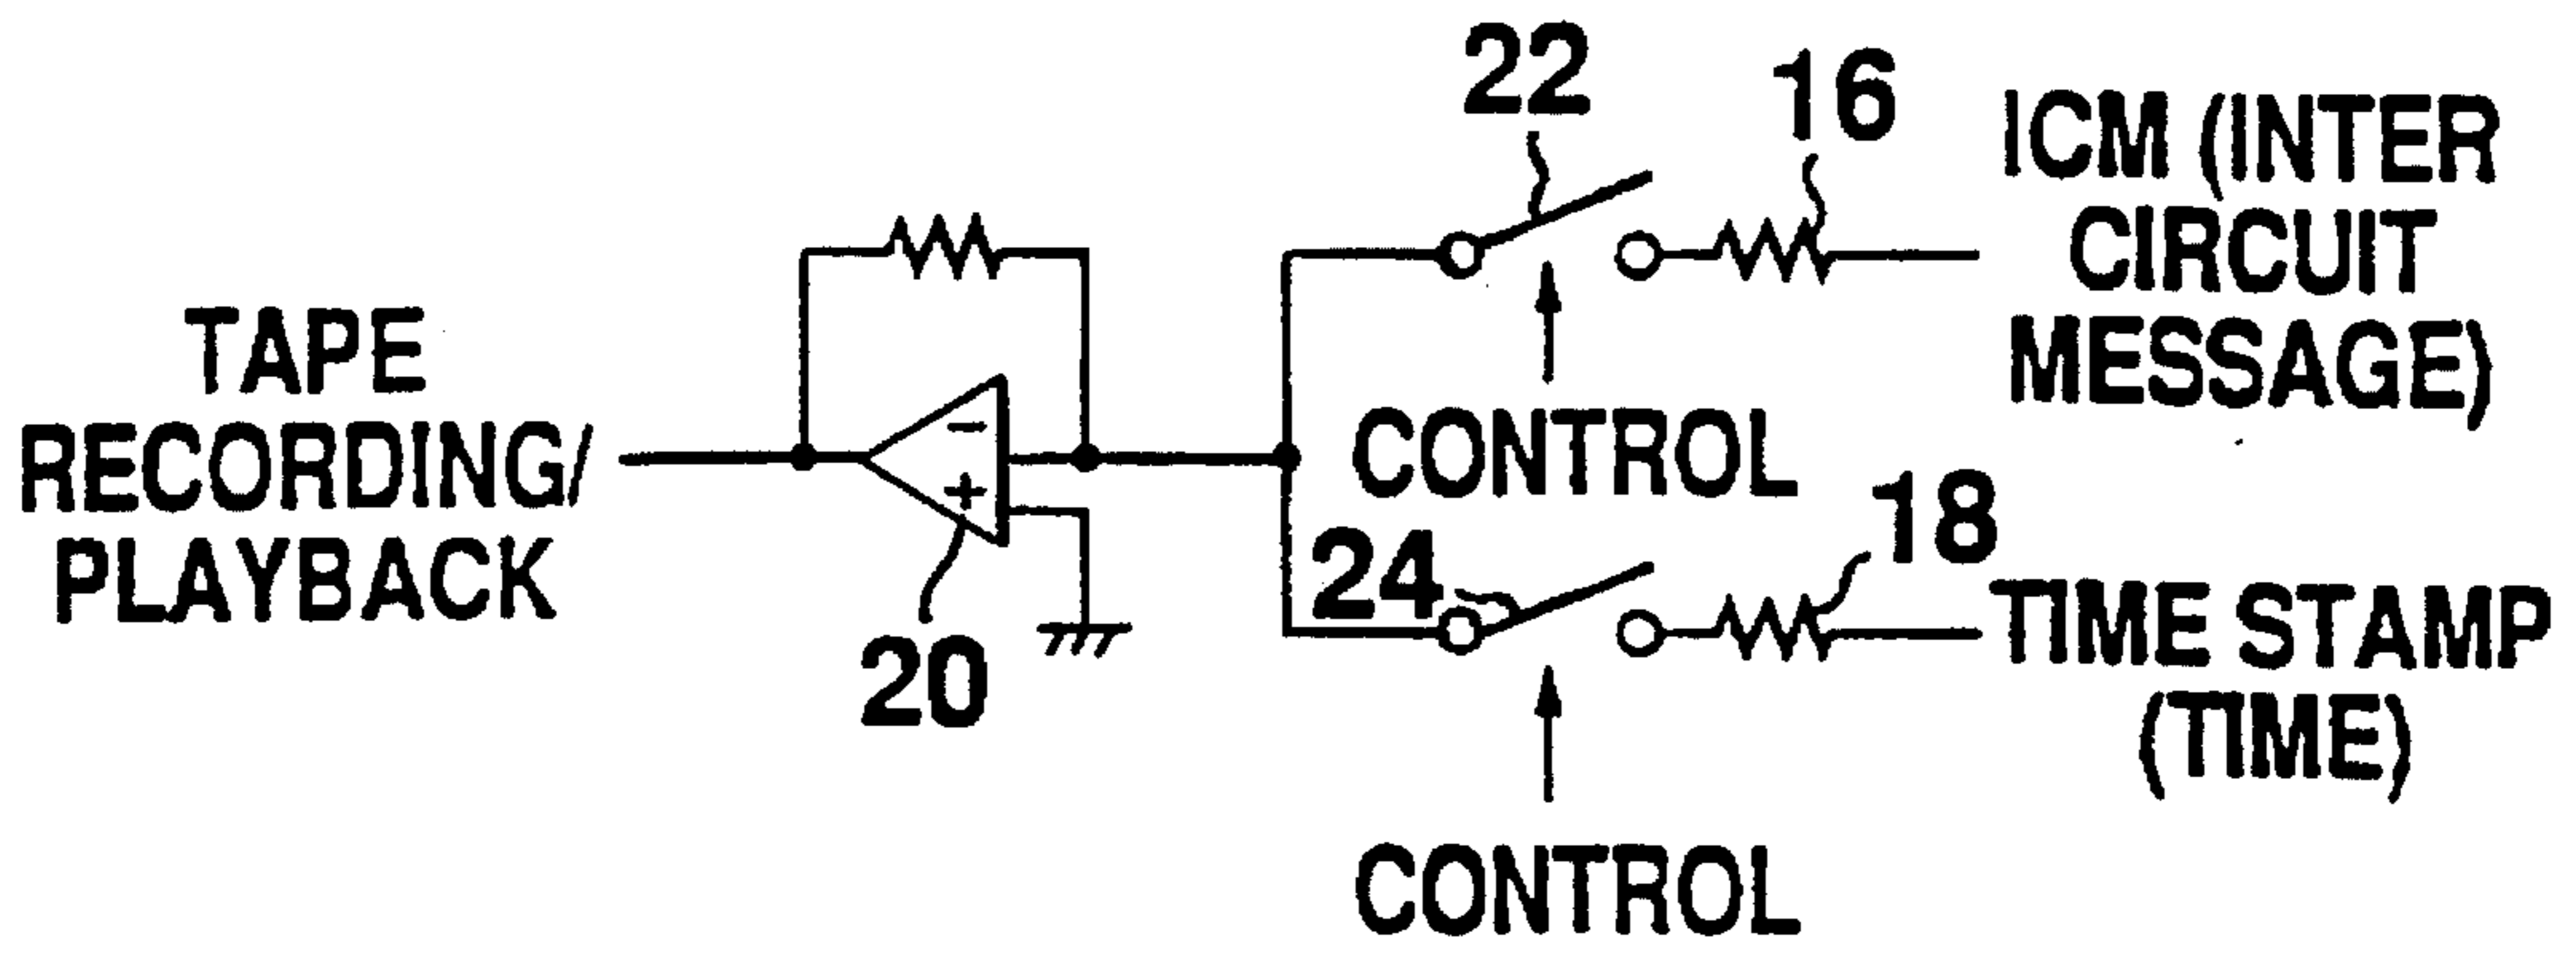 TAPE
RECORDING/
PLAYBACK
20
22
16
ICM (INTER
CIRCUIT
MESSAGE)
CONTROL
24
18
TIME STAMP
(TIME)
CONTROL
−
+